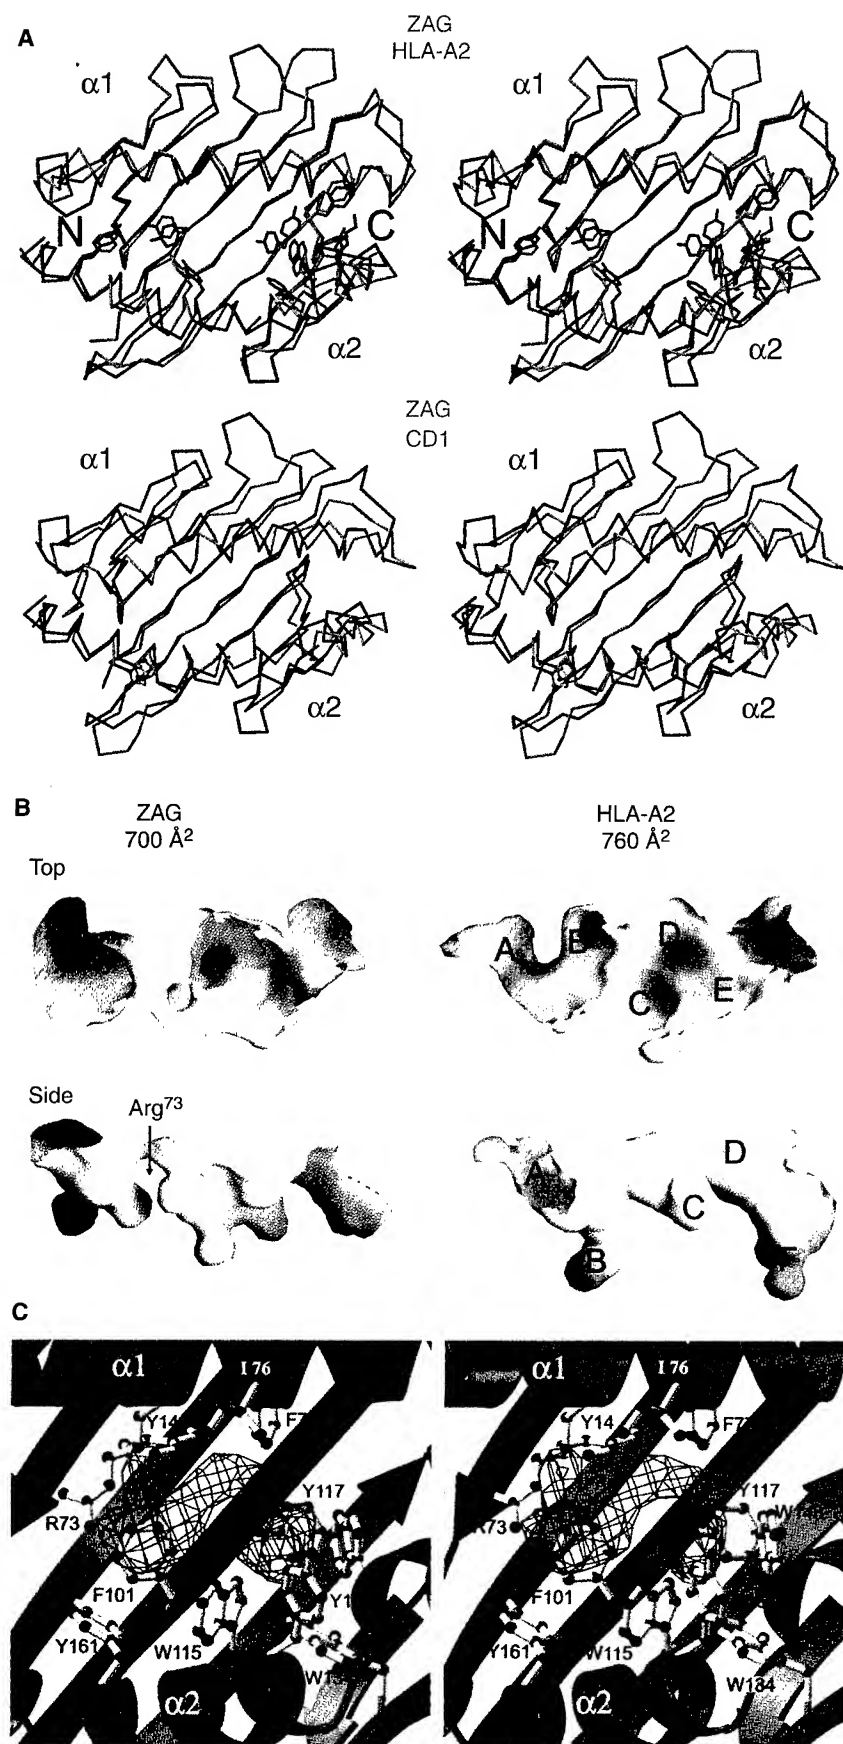 A
ZAG
HLA-A2
α1
α1
N
C
N
C
α2
α2
ZAG
CD1
α1
α1
α2
α2
B
ZAG
700 Å2
HLA-A2
760 Å2
Top
A
B
D
C
E
Side
Arg73
A
B
C
D
F
C
α1
I 76
Y14
Y117
R73
F101
Y161
W115
α2
α1
I76
Y14
Y117
R73
F101
Y161
W115
W134
α2